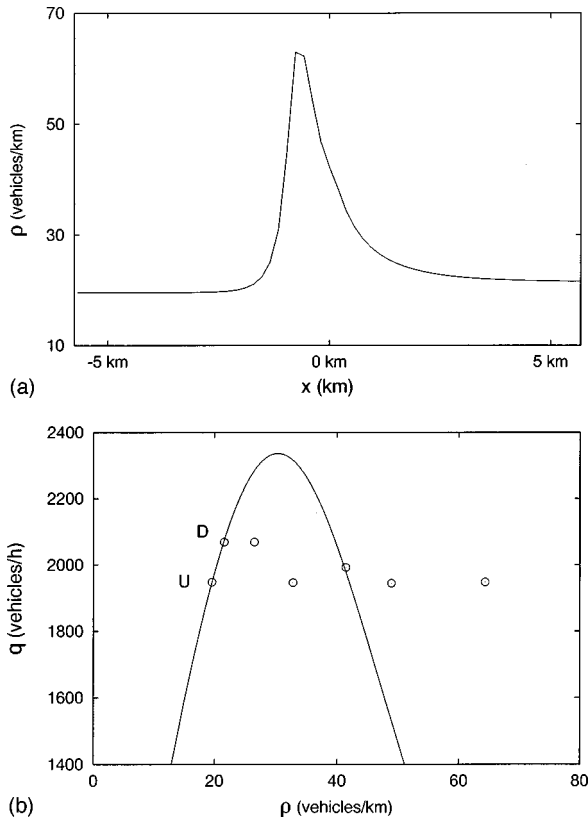 70
50
30
10
ρ (vehicles/km)
-5 km 0 km 5 km
x (km)
(a)
2400
2200
2000
1800
1600
1400
q (vehicles/h)
D
U
0 20 40 60 80
ρ (vehicles/km)
(b)